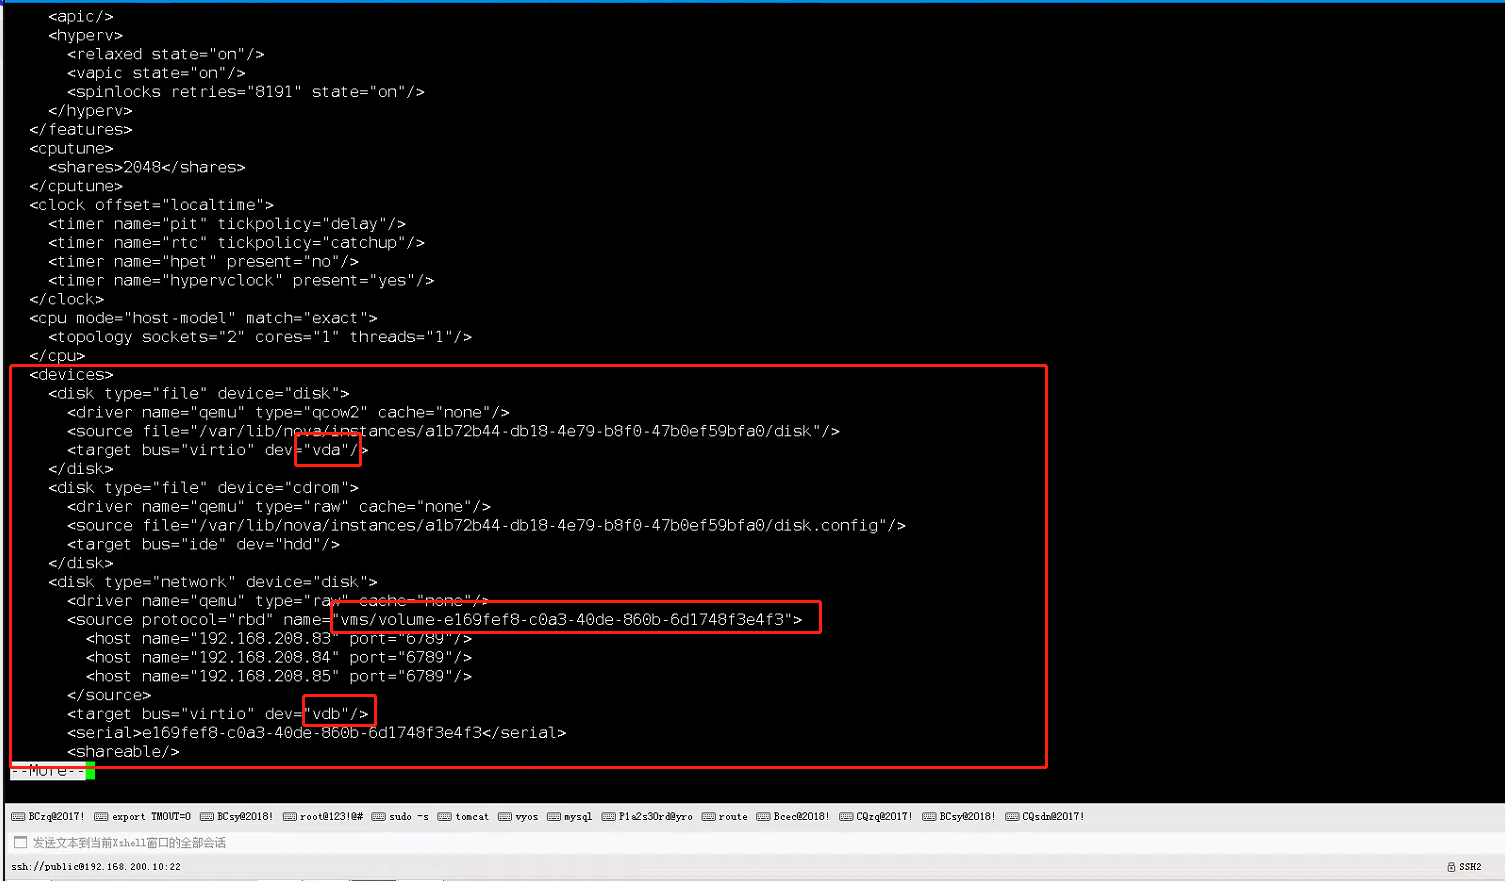 <apic/>
<hyperv>
<relaxed state="on"/>
<vapic state="on"/>
<spinlocks retries="8191" state="on"/>
</hyperv>
</features>
<cputune>
<shares>2048</shares>
</cputune>
<clock offset="localtime">
<timer name="pit" tickpolicy="delay"/>
<timer name="rtc" tickpolicy="catchup"/>
<timer name="hpet" present="no"/>
<timer name="hypervclock" present="yes"/>
</clock>
<cpu mode="host-model" match="exact">
<topology sockets="2" cores="1" threads="1"/>
</cpu>
<devices>
<disk type="file" device="disk">
<driver name="qemu" type="qcow2" cache="none"/>
<source file="/var/lib/nova/instances/a1b72b44-db18-4e79-b8f0-47b0ef59bfa0/disk"/>
<target bus="virtio" dev="vda"/>
</disk>
<disk type="file" device="cdrom">
<driver name="qemu" type="raw" cache="none"/>
<source file="/var/lib/nova/instances/a1b72b44-db18-4e79-b8f0-47b0ef59bfa0/disk.config"/>
<target bus="ide" dev="hdd"/>
</disk>
<disk type="network" device="disk">
<driver name="qemu" type="raw" cache="none"/>
<source protocol="rbd" name="vms/volume-e169fef8-c0a3-40de-860b-6d1748f3e4f3">
<host name="192.168.208.83" port="6789"/>
<host name="192.168.208.84" port="6789"/>
<host name="192.168.208.85" port="6789"/>
</source>
<target bus="virtio" dev="vdb"/>
<serial>e169fef8-c0a3-40de-860b-6d1748f3e4f3</serial>
<shareable/>
--More--
BCzq@2017! export TMOUT=0 BCsy@2018! root@123!@# sudo -s tomcat vyos mysql P1a2s3Ord@yro route Bcec@2018! CQzq@2017! BCsy@2018! CQsdn@2017!
发送文本到当前Xshell窗口的全部会话
ssh://public@192.168.200.10:22 SSH2